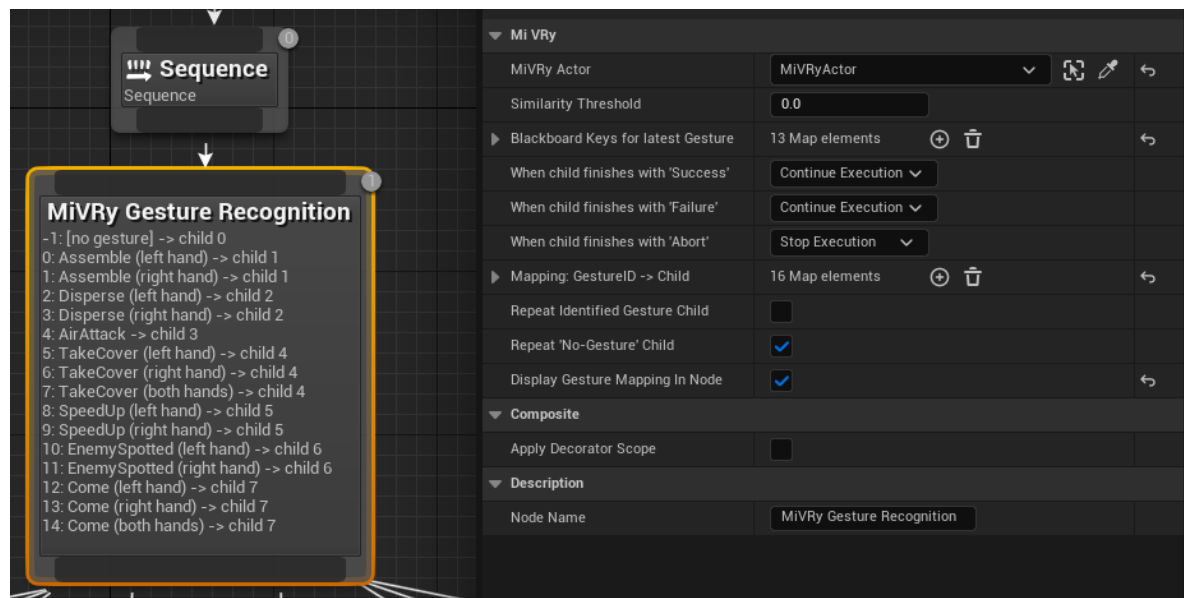 0
Sequence
Sequence
1
MiVRy Gesture Recognition
-1: [no gesture] -> child 0
0: Assemble (left hand) -> child 1
1: Assemble (right hand) -> child 1
2: Disperse (left hand) -> child 2
3: Disperse (right hand) -> child 2
4: AirAttack -> child 3
5: TakeCover (left hand) -> child 4
6: TakeCover (right hand) -> child 4
7: TakeCover (both hands) -> child 4
8: SpeedUp (left hand) -> child 5
9: SpeedUp (right hand) -> child 5
10: EnemySpotted (left hand) -> child 6
11: EnemySpotted (right hand) -> child 6
12: Come (left hand) -> child 7
13: Come (right hand) -> child 7
14: Come (both hands) -> child 7
Mi VRy
MiVRy Actor MiVRyActor
Similarity Threshold 0.0
Blackboard Keys for latest Gesture 13 Map elements
When child finishes with 'Success' Continue Execution
When child finishes with 'Failure' Continue Execution
When child finishes with 'Abort' Stop Execution
Mapping: GestureID -> Child 16 Map elements
Repeat Identified Gesture Child
Repeat 'No-Gesture' Child
Display Gesture Mapping In Node
Composite
Apply Decorator Scope
Description
Node Name MiVRy Gesture Recognition